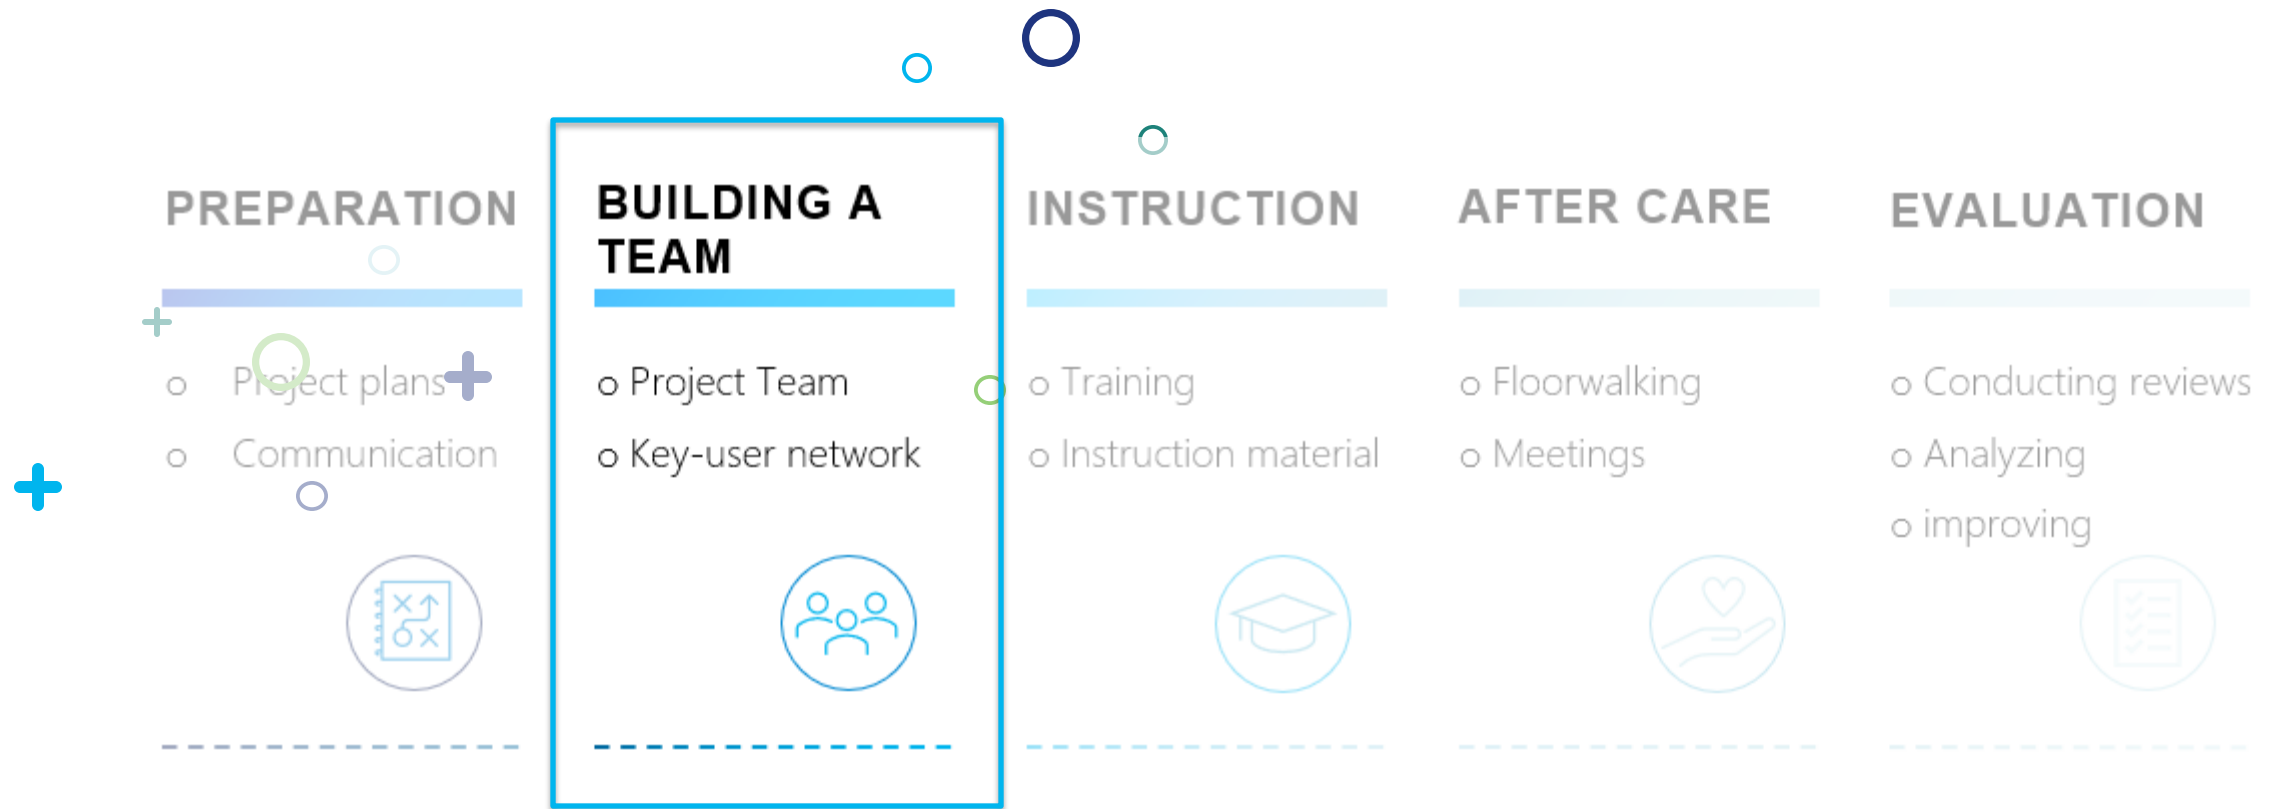 PREPARATION
Project plans
Communication
BUILDING A
TEAM
Project Team
Key-user network
INSTRUCTION
Training
Instruction material
AFTER CARE
Floorwalking
Meetings
EVALUATION
Conducting reviews
Analyzing
improving